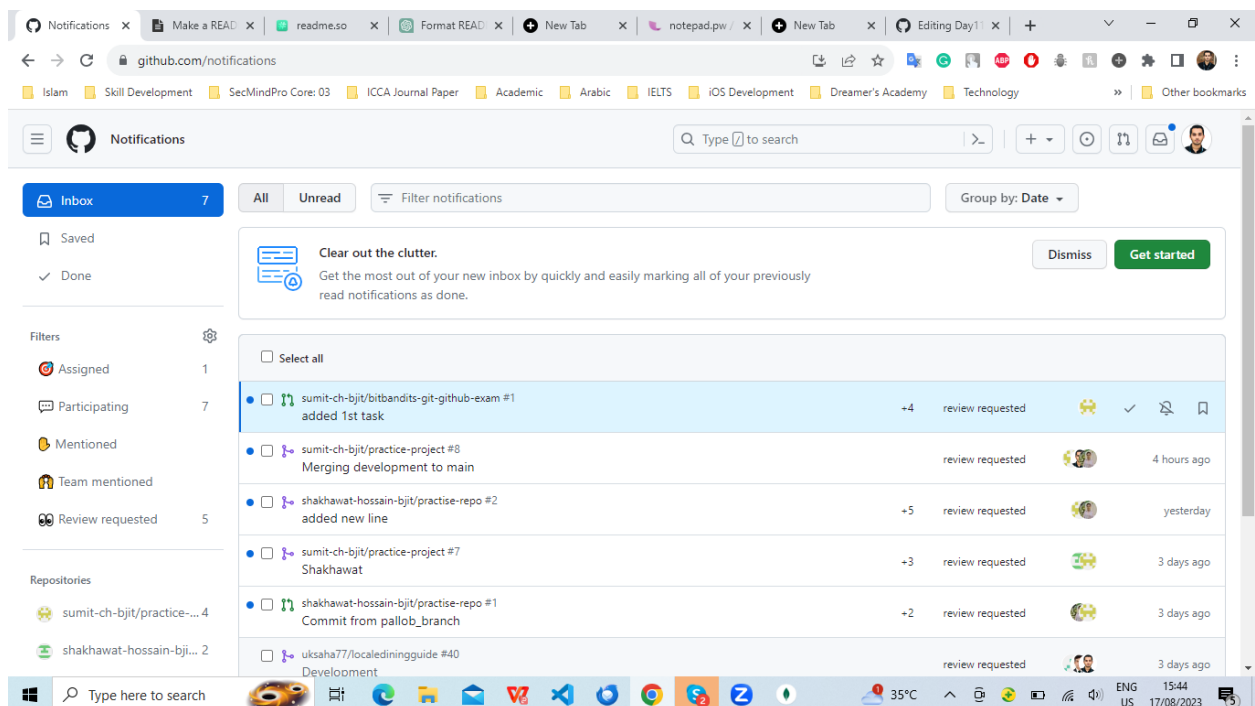 Notifications
Make a READ
readme.so
Format READ
New Tab
notepad.pw /
New Tab
Editing Day11
github.com/notifications
Islam
Skill Development
SecMindPro Core: 03
ICCA Journal Paper
Academic
Arabic
IELTS
iOS Development
Dreamer's Academy
Technology
»
Other bookmarks
Notifications
Type / to search
Inbox 7
Saved
Done
Filters
Assigned 1
Participating 7
Mentioned
Team mentioned
Review requested 5
Repositories
sumit-ch-bjit/practice-... 4
shakhawat-hossain-bji... 2
All
Unread
Filter notifications
Group by: Date
Clear out the clutter.
Get the most out of your new inbox by quickly and easily marking all of your previously
read notifications as done.
Dismiss
Get started
Select all
sumit-ch-bjit/bitbandits-git-github-exam #1
added 1st task
+4 review requested
sumit-ch-bjit/practice-project #8
Merging development to main
review requested 4 hours ago
shakhawat-hossain-bjit/practise-repo #2
added new line
+5 review requested yesterday
sumit-ch-bjit/practice-project #7
Shakhawat
+3 review requested 3 days ago
shakhawat-hossain-bjit/practise-repo #1
Commit from pallob_branch
+2 review requested 3 days ago
uksaha77/localediningguide #40
Development
review requested 3 days ago
Type here to search
35°C
ENG
US
15:44
17/08/2023